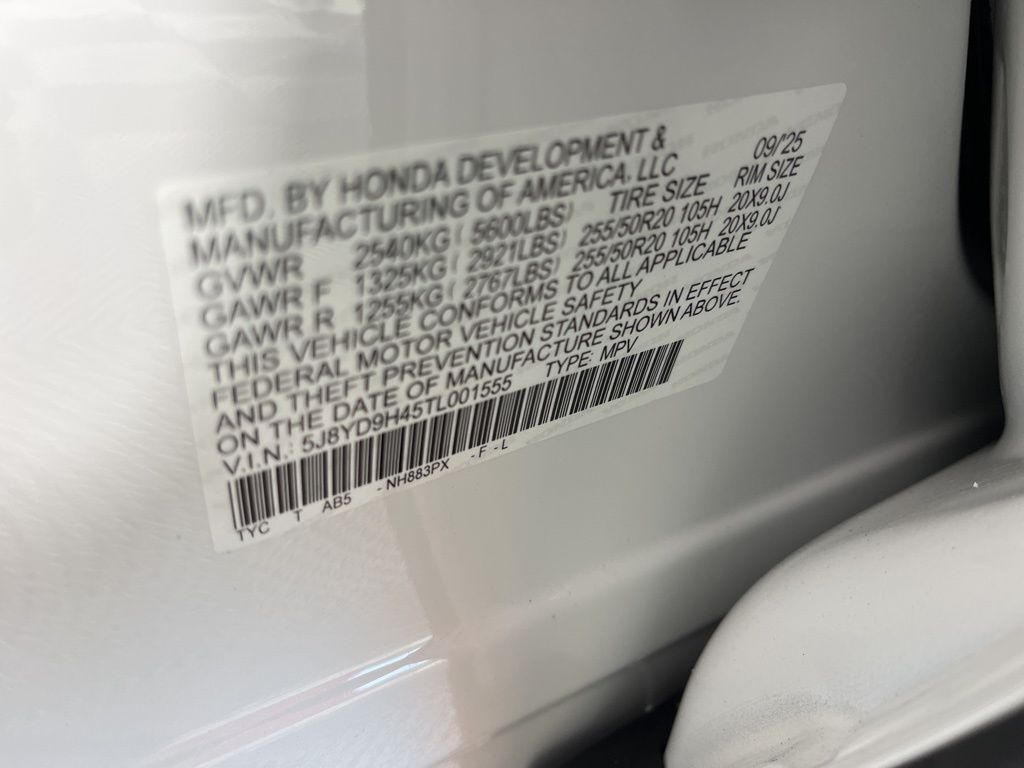 MFD. BY HONDA DEVELOPMENT &
MANUFACTURING OF AMERICA, LLC 09/'25
GVWR 2540KG ( 5600LBS) TIRE SIZE RIM SIZE
GAWR F 1325KG ( 2921LBS) 255/50R20 105H 20X9.0J
GAWR R 1255KG ( 2767LBS) 255/50R20 105H 20X9.0J
THIS VEHICLE CONFORMS TO ALL APPLICABLE
FEDERAL MOTOR VEHICLE SAFETY
AND THEFT PREVENTION STANDARDS IN EFFECT
ON THE DATE OF MANUFACTURE SHOWN ABOVE.
V.I.N.: 5J8YD9H45TL001555 TYPE: MPV
TYC T AB5 - NH883PX - F - L